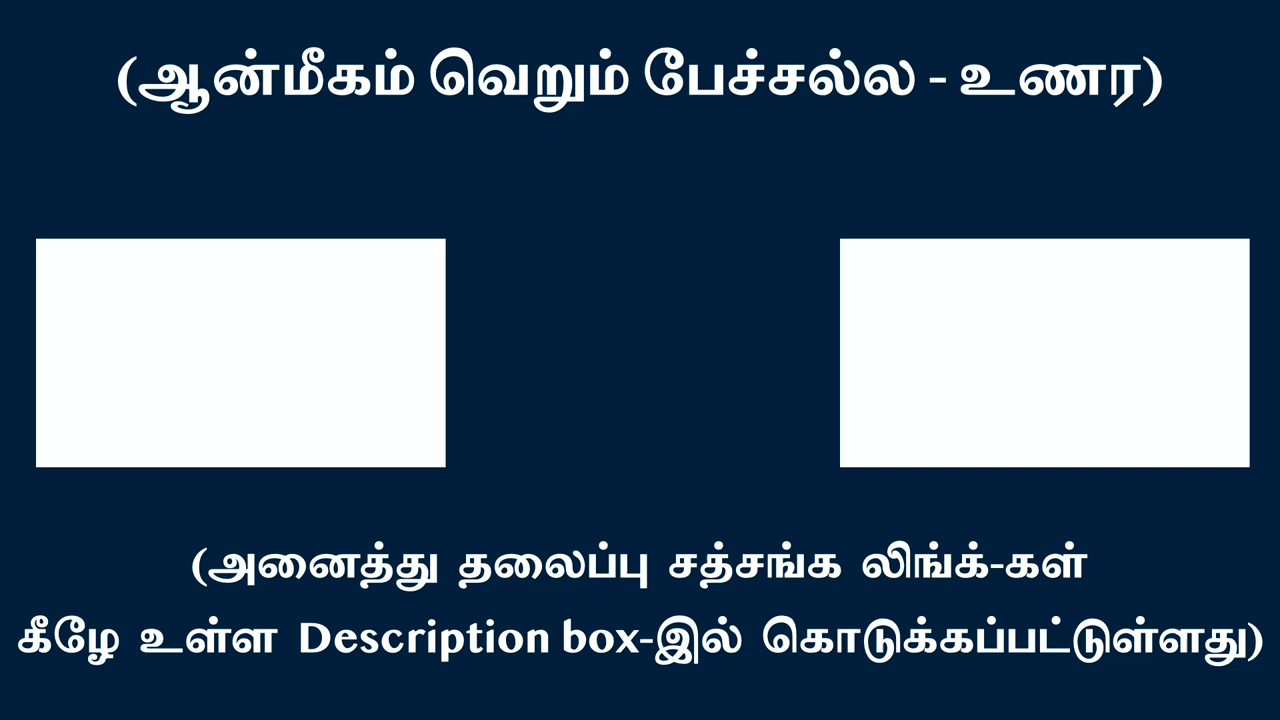 (ஆன்மீகம் வெறும் பேச்சல்ல - உணர)
(அனைத்து தலைப்பு சத்சங்க லிங்க்-கள்
கீழே உள்ள Description box-இல் கொடுக்கப்பட்டுள்ளது)